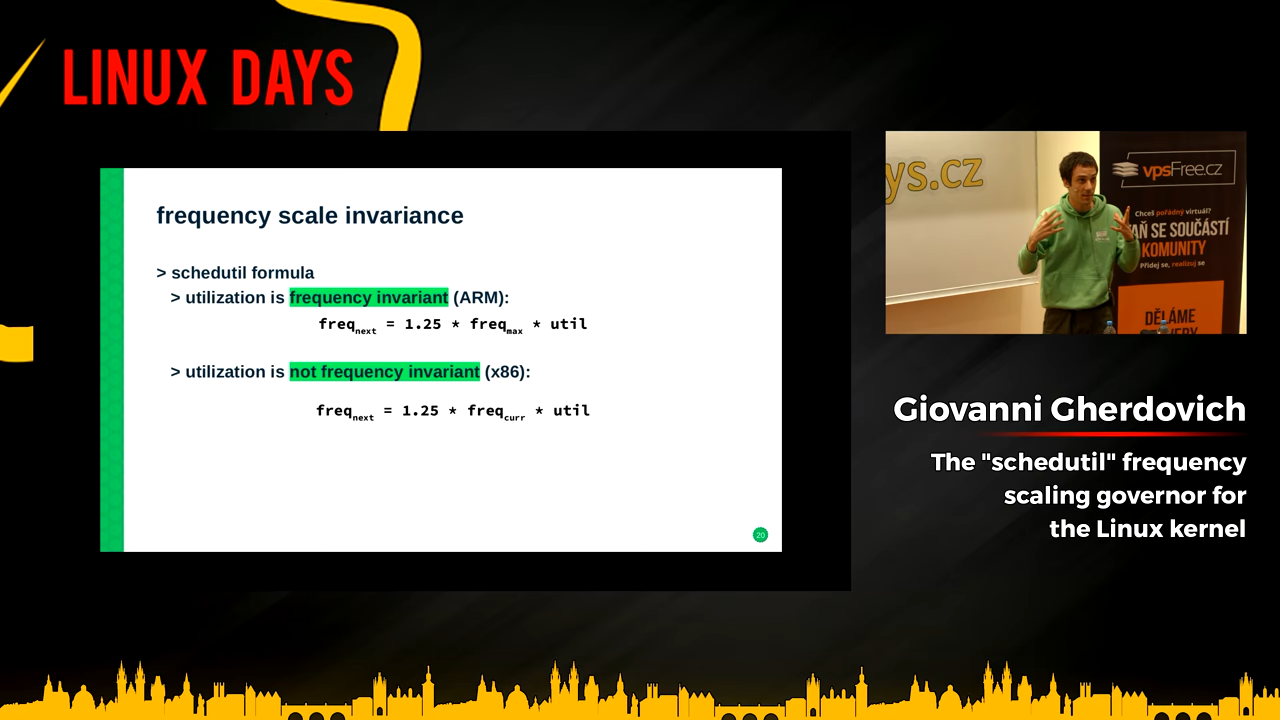 LINUX DAYS
frequency scale invariance
> schedutil formula
> utilization is frequency invariant (ARM):
freqnext = 1.25 * freqmax * util
> utilization is not frequency invariant (x86):
freqnext = 1.25 * freqcurr * util
20
ys.cz
vpsFree.cz
Chceš pořádný virtuál?
AŇ SE SOUČÁSTÍ
KOMUNITY
Přidej se, realizuj se
DĚLÁME
Giovanni Gherdovich
The "schedutil" frequency
scaling governor for
the Linux kernel